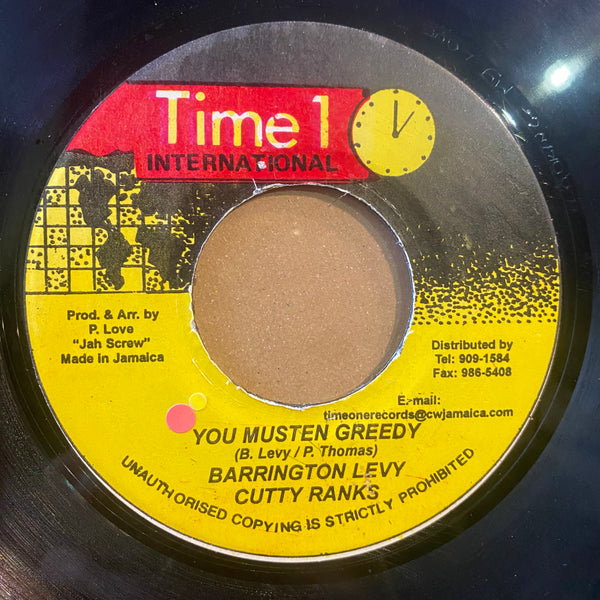 Time 1
INTERNATIONAL
Prod. & Arr. by
P. Love
"Jah Screw"
Made in Jamaica
Distributed by
Tel: 909-1584
Fax: 986-5408
E-mail:
timeonerecords@cwjamaica.com
YOU MUSTEN GREEDY
(B. Levy / P. Thomas)
BARRINGTON LEVY
CUTTY RANKS
UNAUTHORISED COPYING IS STRICTLY PROHIBITED